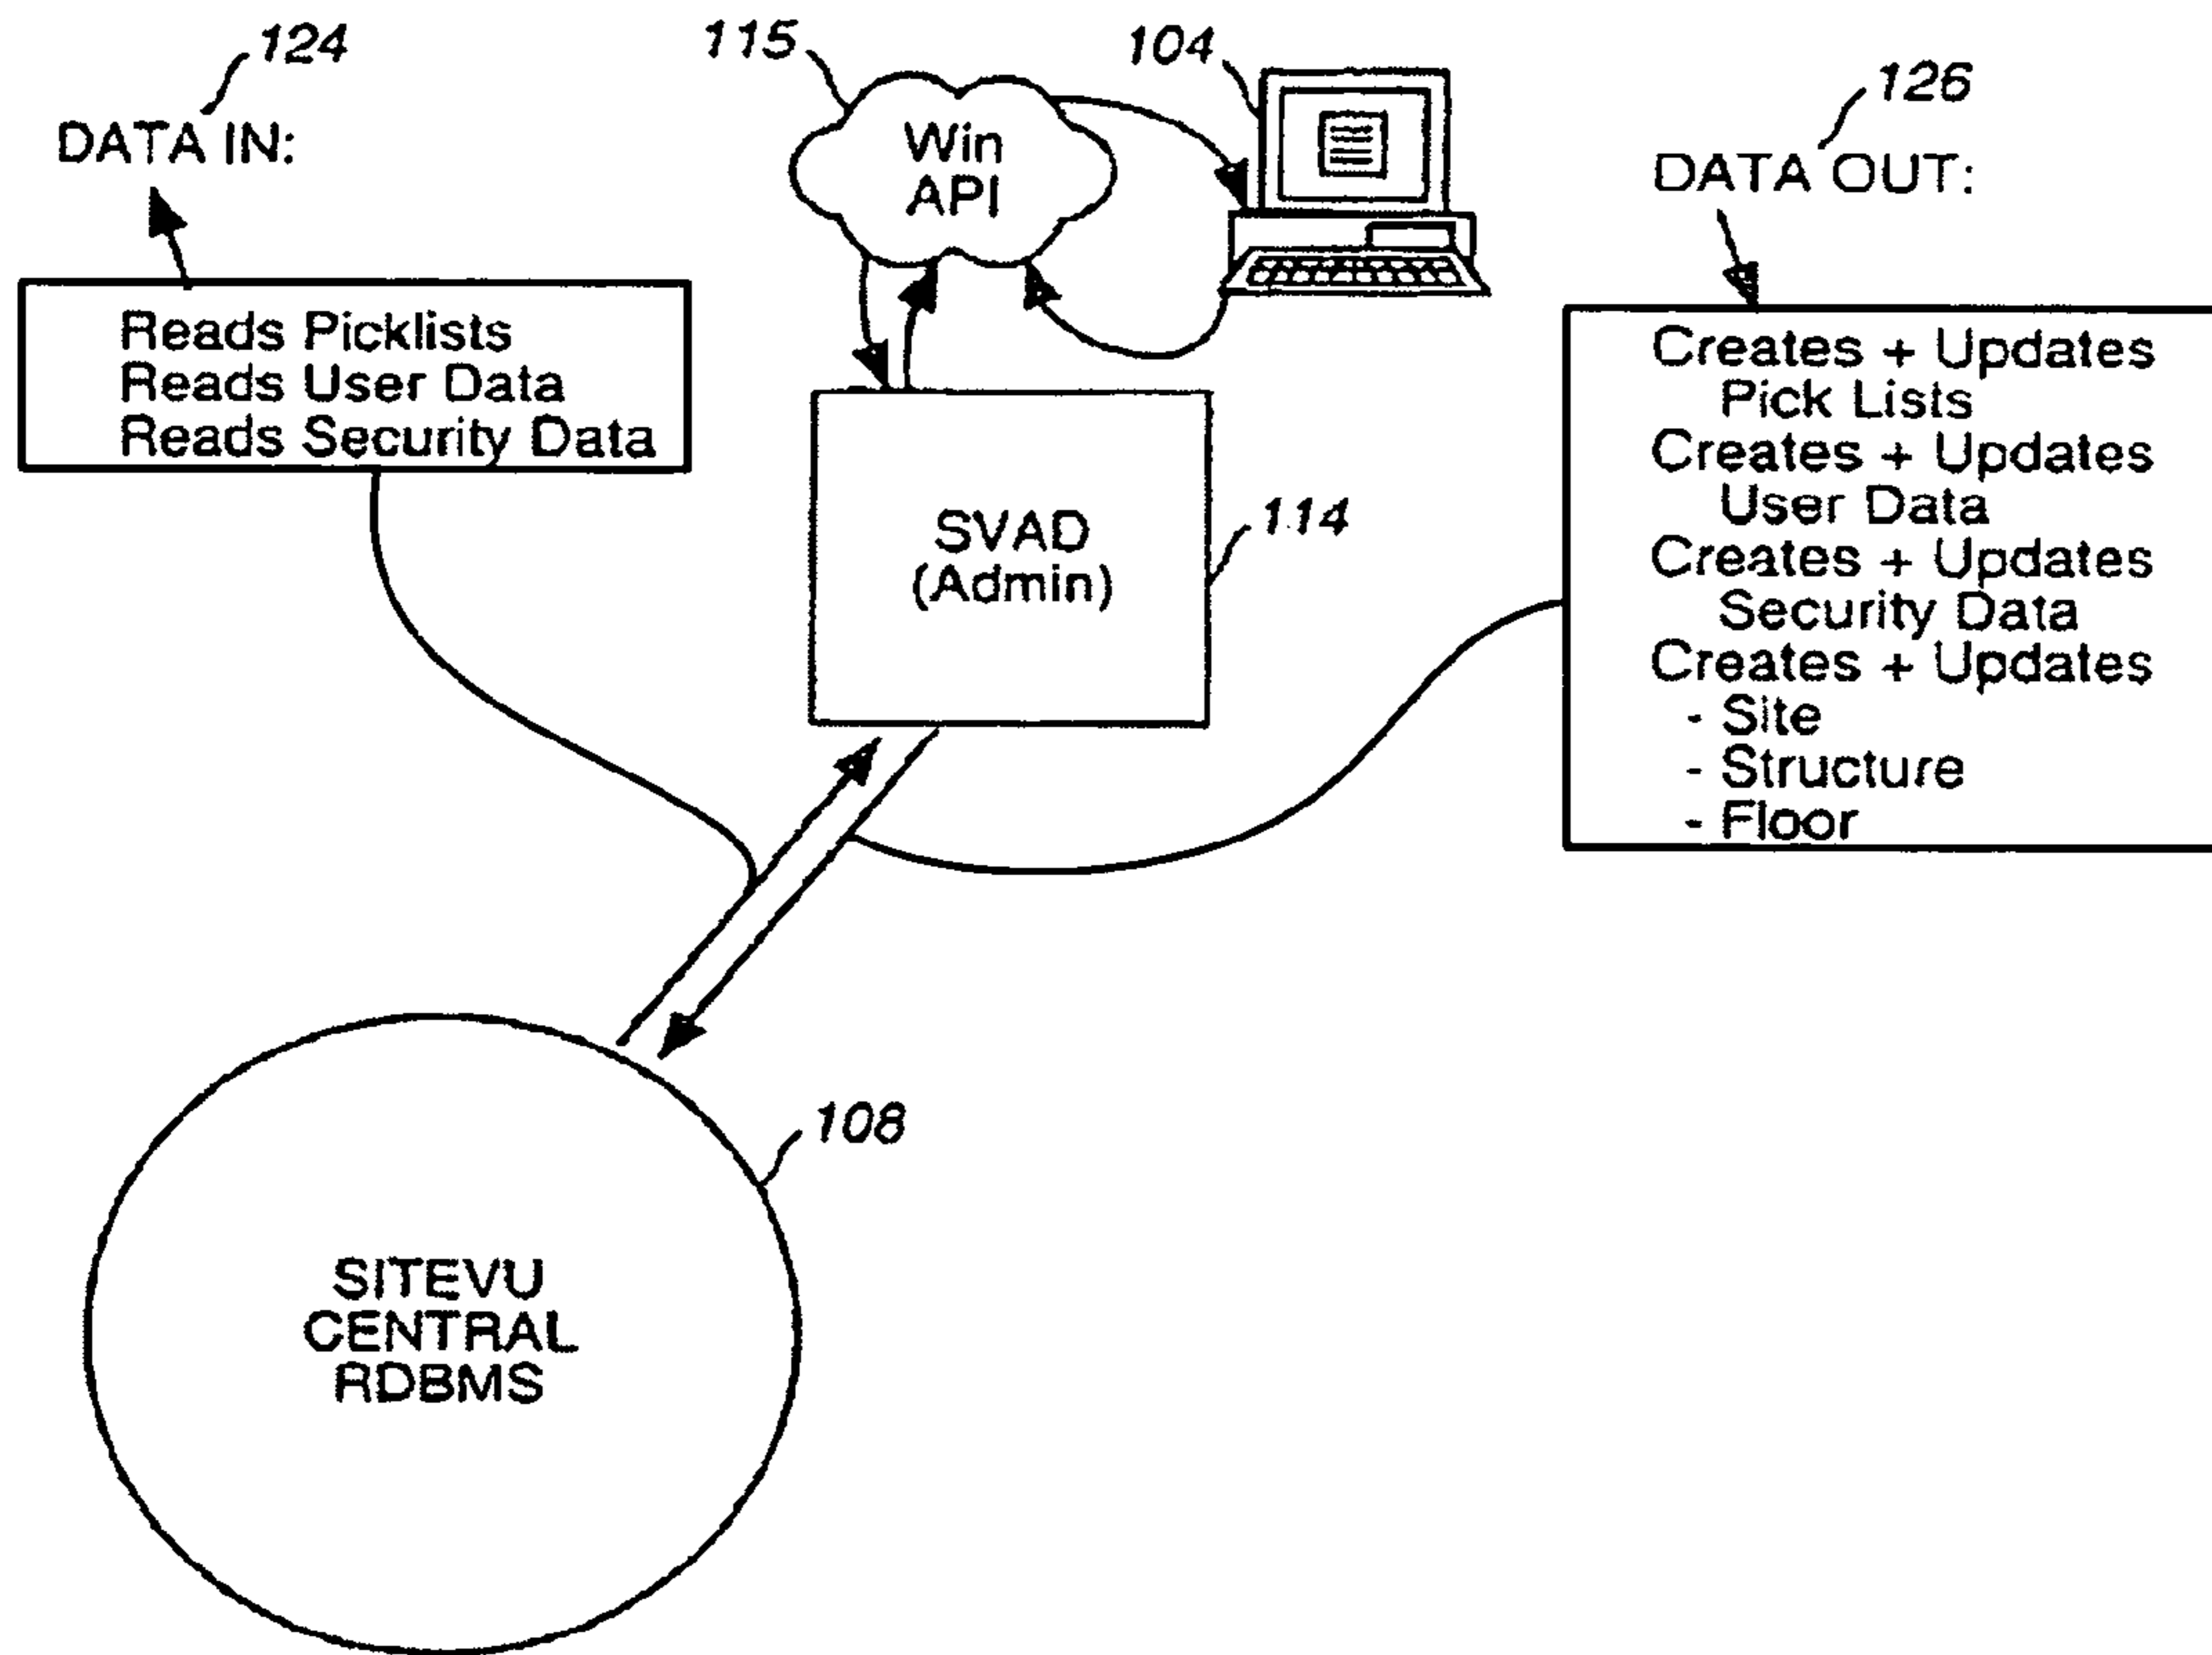 124
DATA IN:
Reads Picklists
Reads User Data
Reads Security Data
115
Win
API
104
126
DATA OUT:
Creates + Updates
Pick Lists
Creates + Updates
User Data
Creates + Updates
Security Data
Creates + Updates
- Site
- Structure
- Floor
SVAD
(Admin)
114
108
SITEVU
CENTRAL
RDBMS